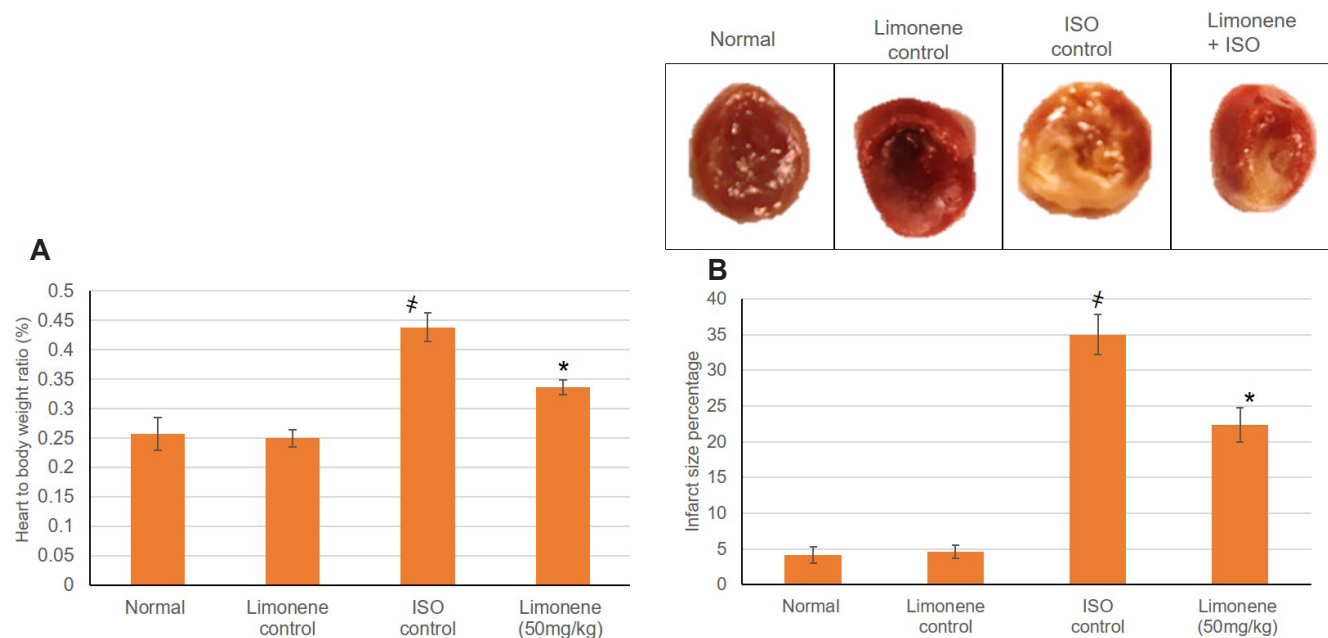 Normal
Limonene
control
ISO
control
Limonene
+ ISO
A
Heart to body weight ratio (%)
0.5
0.45
0.4
0.35
0.3
0.25
0.2
0.15
0.1
0.05
0
ǂ
*
Normal
Limonene
control
ISO
control
Limonene
(50mg/kg)
B
Infarct size percentage
40
35
30
25
20
15
10
5
0
ǂ
*
Normal
Limonene
control
ISO
control
Limonene
(50mg/kg)